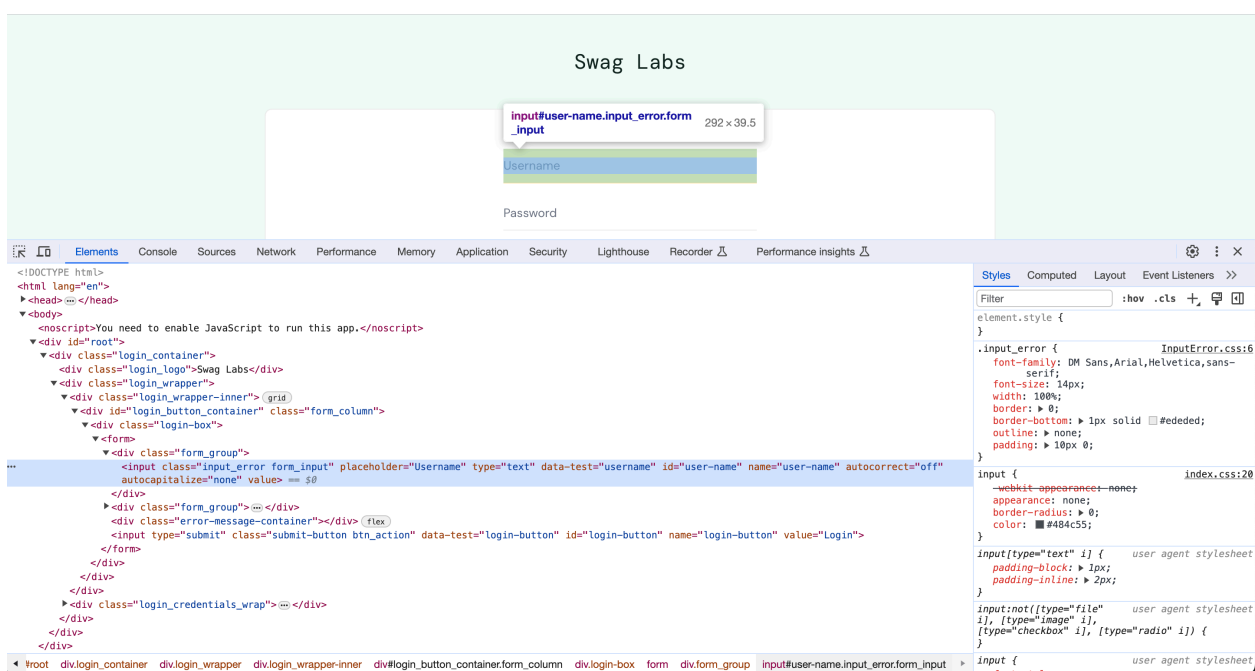 Swag Labs
input#user-name.input_error.form
_input
292 × 39.5
Username
Password
Elements Console Sources Network Performance Memory Application Security Lighthouse Recorder Performance insights
<!DOCTYPE html>
<html lang="en">
<head> ⋯ </head>
<body>
<noscript>You need to enable JavaScript to run this app.</noscript>
<div id="root">
<div class="login_container">
<div class="login_logo">Swag Labs</div>
<div class="login_wrapper">
<div class="login_wrapper-inner"> grid
<div id="login_button_container" class="form_column">
<div class="login-box">
<form>
<div class="form_group">
<input class="input_error form_input" placeholder="Username" type="text" data-test="username" id="user-name" name="user-name" autocorrect="off"
autocapitalize="none" value> == $0
</div>
<div class="form_group"> ⋯ </div>
<div class="error-message-container"></div> flex
<input type="submit" class="submit-button btn_action" data-test="login-button" id="login-button" name="login-button" value="Login">
</form>
</div>
</div>
</div>
<div class="login_credentials_wrap"> ⋯ </div>
</div>
</div>
</div>
#root div.login_container div.login_wrapper div.login_wrapper-inner div#login_button_container.form_column div.login-box form div.form_group input#user-name.input_error.form_input
Styles Computed Layout Event Listeners
Filter :hov .cls
element.style {
}
.input_error { InputError.css:6
font-family: DM Sans,Arial,Helvetica,sans-
serif;
font-size: 14px;
width: 100%;
border: 0;
border-bottom: 1px solid #ededed;
outline: none;
padding: 10px 0;
}
input { index.css:20
-webkit-appearance: none;
appearance: none;
border-radius: 0;
color: #484c55;
}
input[type="text" i] { user agent stylesheet
padding-block: 1px;
padding-inline: 2px;
}
input:not([type="file" user agent stylesheet
i], [type="image" i],
[type="checkbox" i], [type="radio" i]) {
}
input { user agent stylesheet